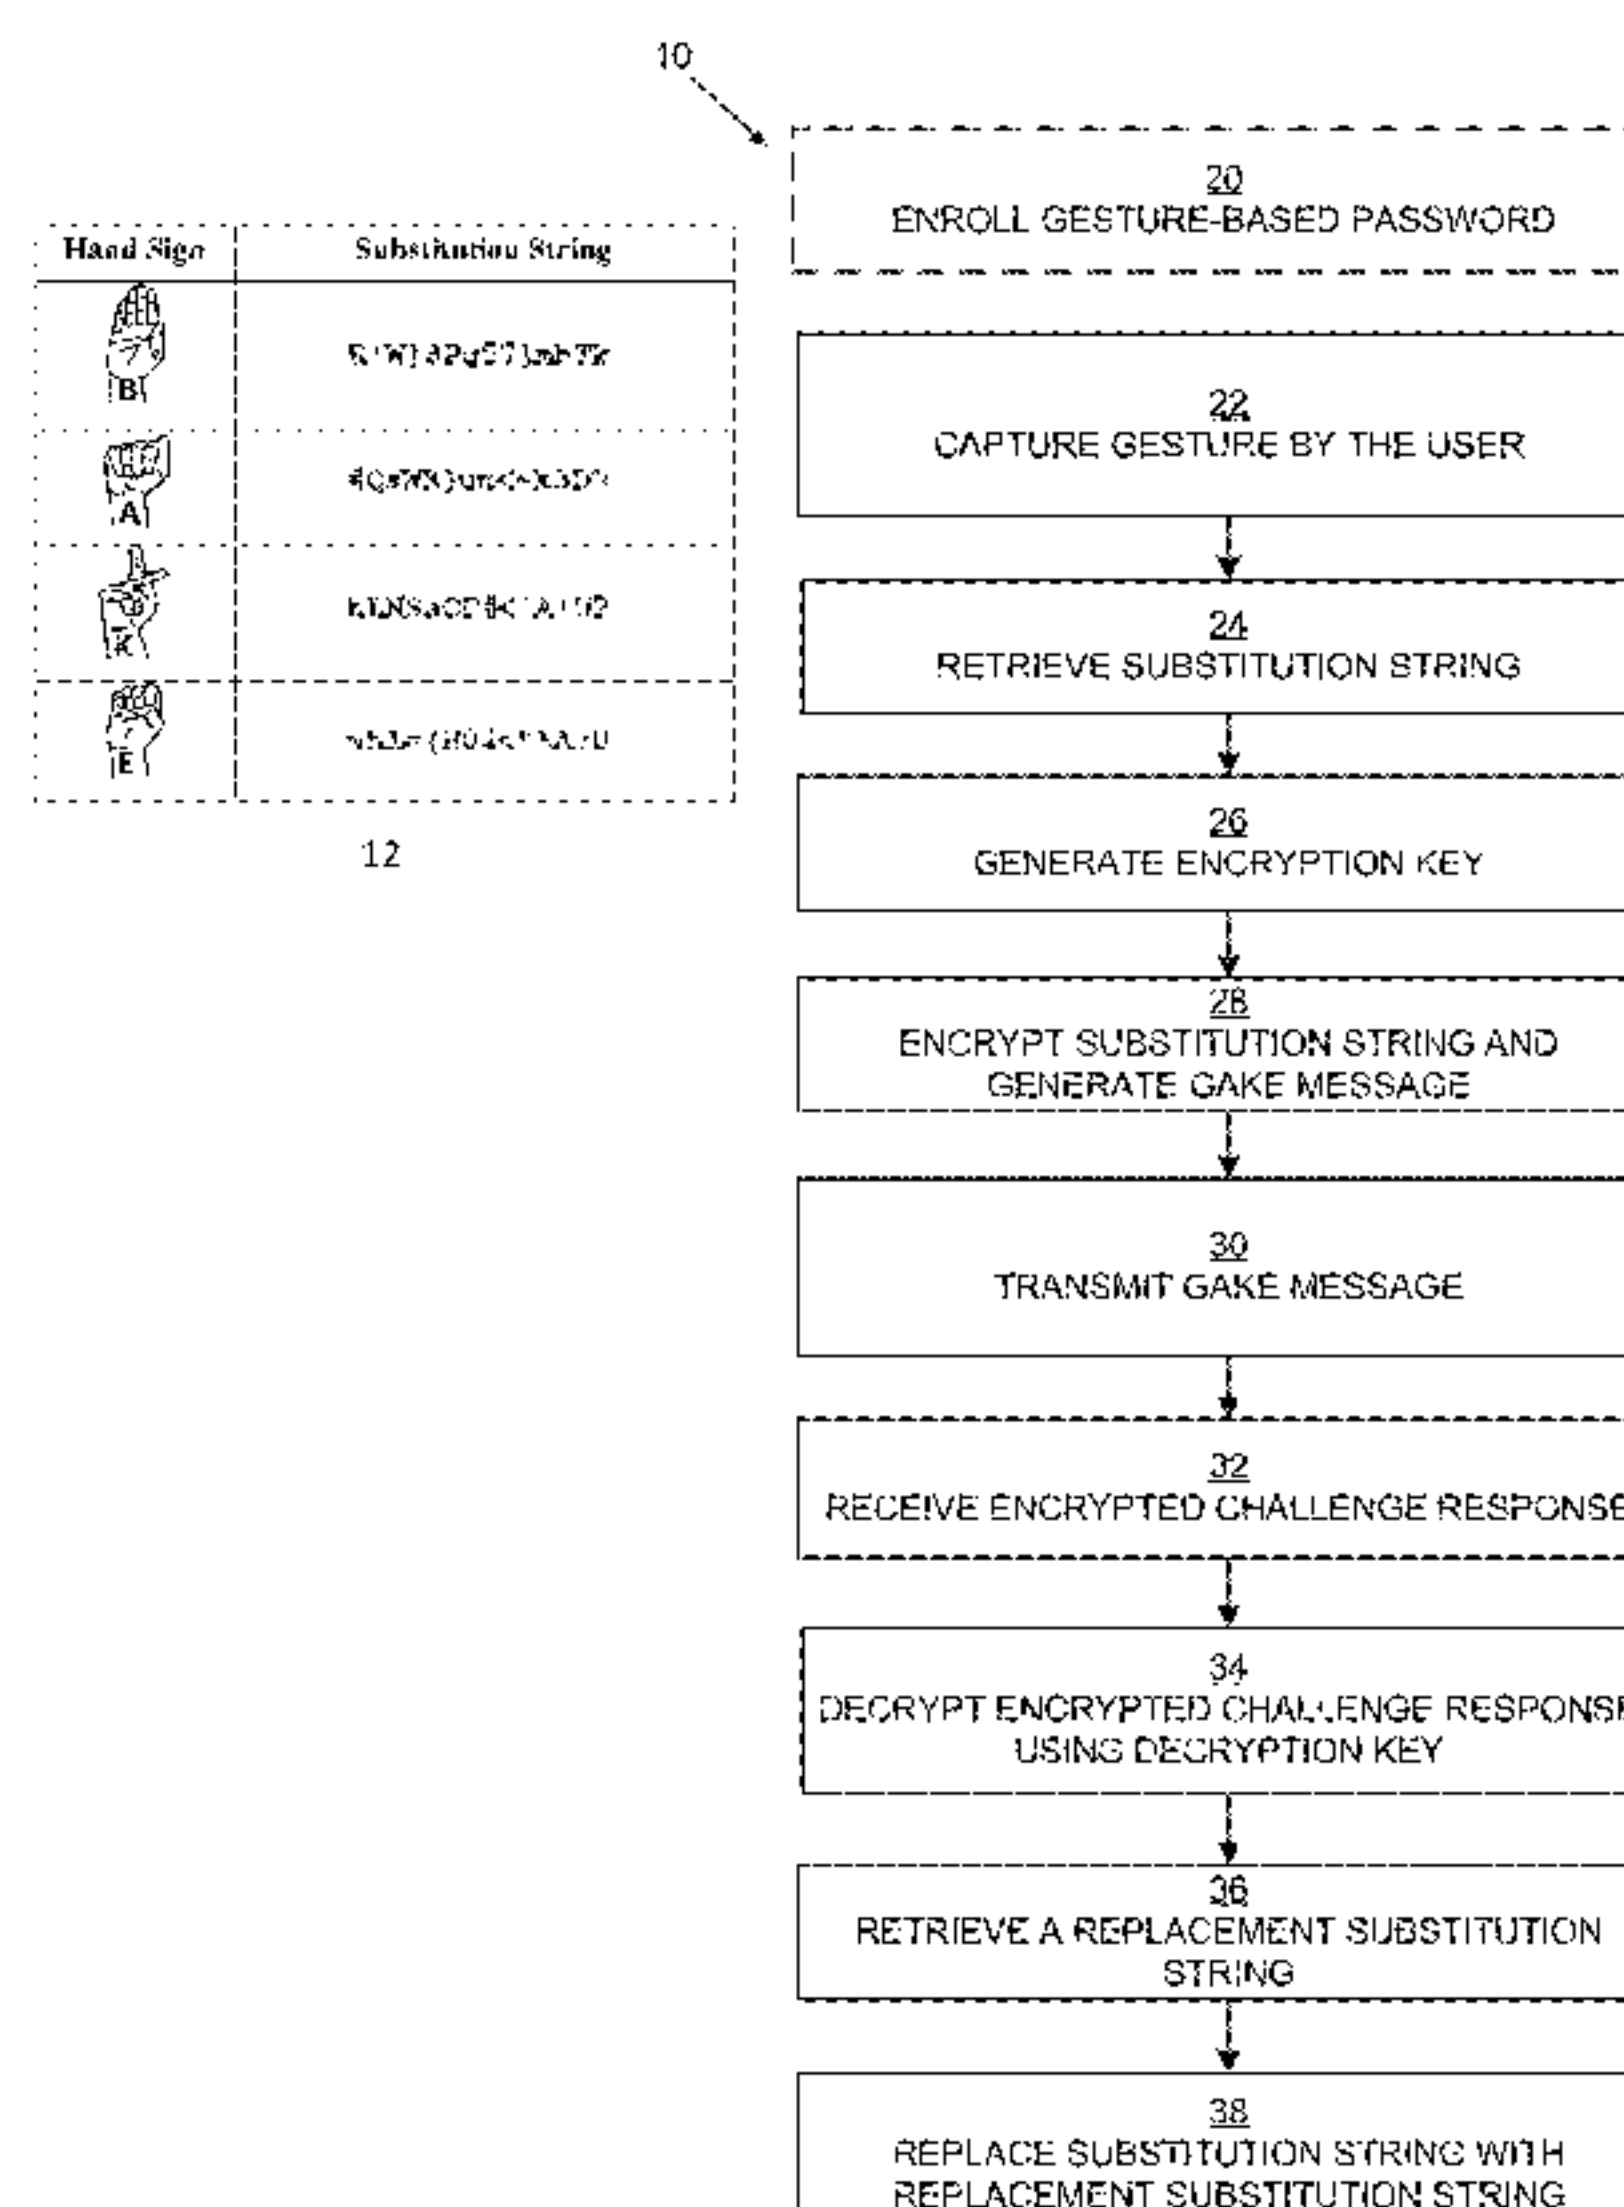 10
Hand Sign Substitution String
B
A
K
E
12
20
ENROLL GESTURE-BASED PASSWORD
22
CAPTURE GESTURE BY THE USER
24
RETRIEVE SUBSTITUTION STRING
26
GENERATE ENCRYPTION KEY
28
ENCRYPT SUBSTITUTION STRING AND
GENERATE GAKE MESSAGE
30
TRANSMIT GAKE MESSAGE
32
RECEIVE ENCRYPTED CHALLENGE RESPONSE
34
DECRYPT ENCRYPTED CHALLENGE RESPONSE
USING DECRYPTION KEY
36
RETRIEVE A REPLACEMENT SUBSTITUTION
STRING
38
REPLACE SUBSTITUTION STRING WITH
REPLACEMENT SUBSTITUTION STRING